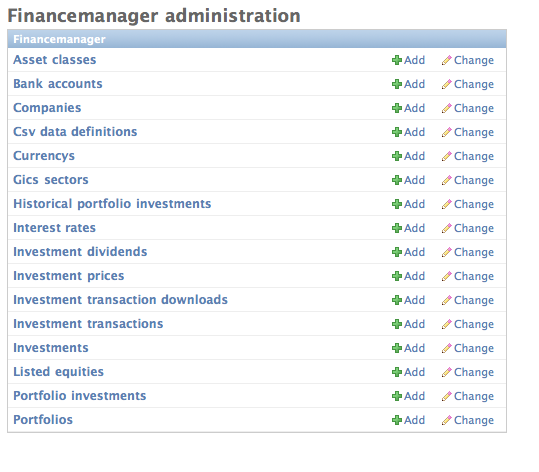 Financemanager administration
Financemanager
Asset classes Add Change
Bank accounts Add Change
Companies Add Change
Csv data definitions Add Change
Currencys Add Change
Gics sectors Add Change
Historical portfolio investments Add Change
Interest rates Add Change
Investment dividends Add Change
Investment prices Add Change
Investment transaction downloads Add Change
Investment transactions Add Change
Investments Add Change
Listed equities Add Change
Portfolio investments Add Change
Portfolios Add Change